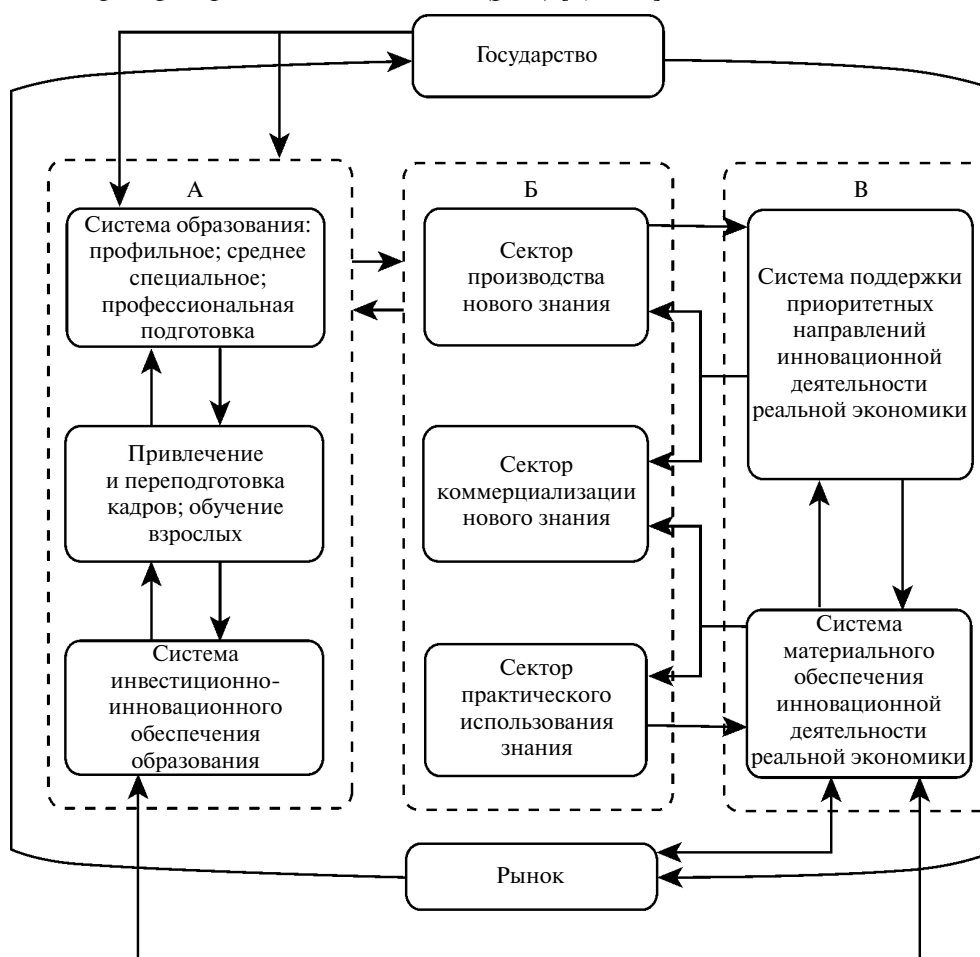 Государство
А
Система образования:
профильное; среднее
специальное;
профессиональная
подготовка
Привлечение
и переподготовка
кадров; обучение
взрослых
Система
инвестиционно-
инновационного
обеспечения
образования
Б
Сектор
производства
нового знания
Сектор
коммерциализации
нового знания
Сектор
практического
использования
знания
В
Система поддержки
приоритетных
направлений
инновационной
деятельности
реальной экономики
Система
материального
обеспечения
инновационной
деятельности
реальной экономики
Рынок